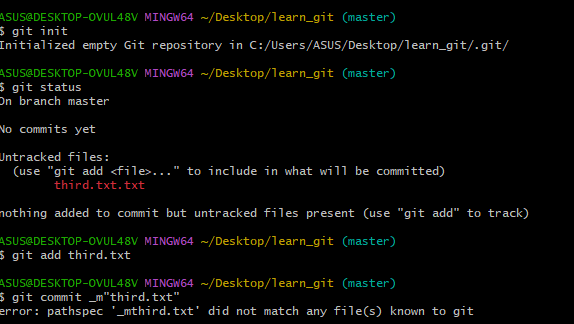 ASUS@DESKTOP-OVUL48V MINGW64 ~/Desktop/learn_git (master)
$ git init
Initialized empty Git repository in C:/Users/ASUS/Desktop/learn_git/.git/
ASUS@DESKTOP-OVUL48V MINGW64 ~/Desktop/learn_git (master)
$ git status
On branch master
No commits yet
Untracked files:
(use "git add <file>..." to include in what will be committed)
third.txt.txt
nothing added to commit but untracked files present (use "git add" to track)
ASUS@DESKTOP-OVUL48V MINGW64 ~/Desktop/learn_git (master)
$ git add third.txt
ASUS@DESKTOP-OVUL48V MINGW64 ~/Desktop/learn_git (master)
$ git commit _m"third.txt"
error: pathspec '_mthird.txt' did not match any file(s) known to git